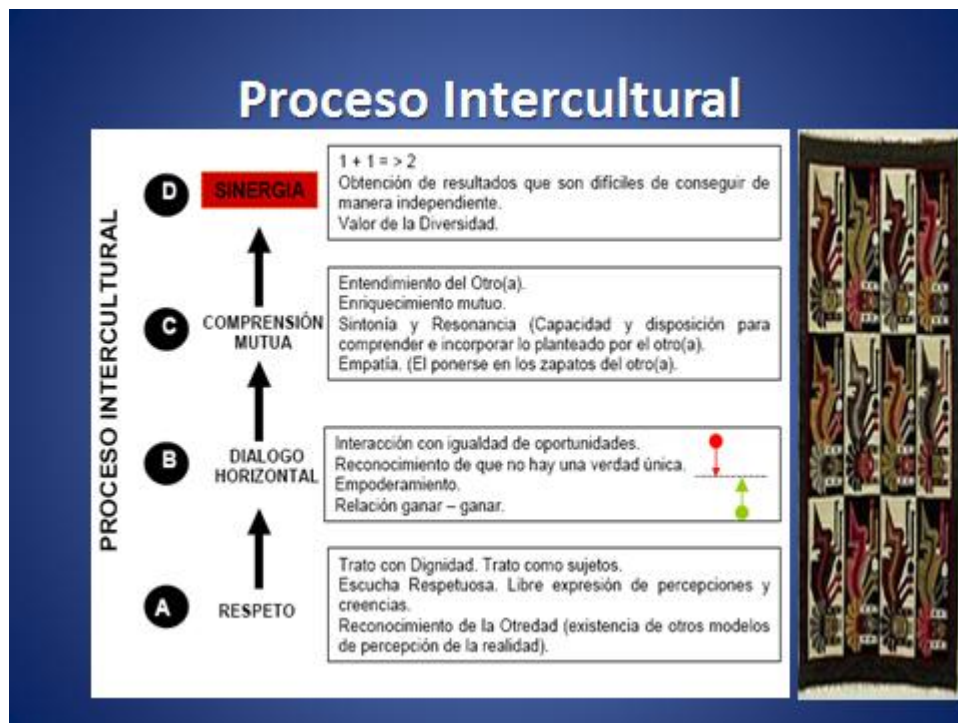 Proceso Intercultural
PROCESO INTERCULTURAL
D
SINERGIA
1 + 1 = > 2
Obtención de resultados que son difíciles de conseguir de
manera independiente.
Valor de la Diversidad.
C
COMPRENSIÓN
MUTUA
Entendimiento del Otro(a).
Enriquecimiento mutuo.
Sintonía y Resonancia (Capacidad y disposición para
comprender e incorporar lo planteado por el otro(a).
Empatía. (El ponerse en los zapatos del otro(a).
B
DIALOGO
HORIZONTAL
Interacción con igualdad de oportunidades.
Reconocimiento de que no hay una verdad única.
Empoderamiento.
Relación ganar – ganar.
A
RESPETO
Trato con Dignidad. Trato como sujetos.
Escucha Respetuosa. Libre expresión de percepciones y
creencias.
Reconocimiento de la Otredad (existencia de otros modelos
de percepción de la realidad).